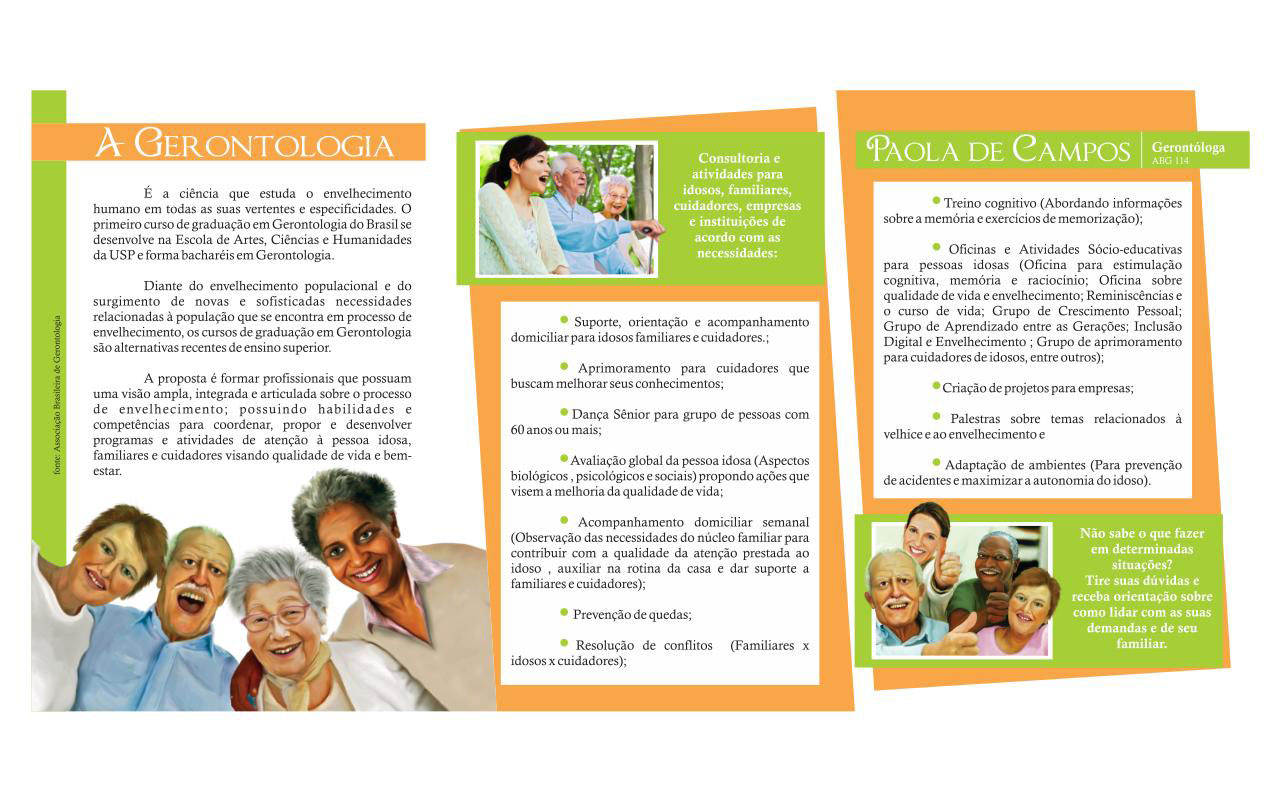 A Gerontologia
É a ciência que estuda o envelhecimento
humano em todas as suas vertentes e especificidades. O
primeiro curso de graduação em Gerontologia do Brasil se
desenvolve na Escola de Artes, Ciências e Humanidades
da USP e forma bacharéis em Gerontologia.
Diante do envelhecimento populacional e do
surgimento de novas e sofisticadas necessidades
relacionadas à população que se encontra em processo de
envelhecimento, os cursos de graduação em Gerontologia
são alternativas recentes de ensino superior.
A proposta é formar profissionais que possuam
uma visão ampla, integrada e articulada sobre o processo
de envelhecimento; possuindo habilidades e
competências para coordenar, propor e desenvolver
programas e atividades de atenção à pessoa idosa,
familiares e cuidadores visando qualidade de vida e bem-
estar.
fonte: Associação Brasileira de Gerontologia
Consultoria e
atividades para
idosos, familiares,
cuidadores, empresas
e instituições de
acordo com as
necessidades:
• Suporte, orientação e acompanhamento
domiciliar para idosos familiares e cuidadores.;
• Aprimoramento para cuidadores que
buscam melhorar seus conhecimentos;
• Dança Sênior para grupo de pessoas com
60 anos ou mais;
• Avaliação global da pessoa idosa (Aspectos
biológicos , psicológicos e sociais) propondo ações que
visem a melhoria da qualidade de vida;
• Acompanhamento domiciliar semanal
(Observação das necessidades do núcleo familiar para
contribuir com a qualidade da atenção prestada ao
idoso , auxiliar na rotina da casa e dar suporte a
familiares e cuidadores);
• Prevenção de quedas;
• Resolução de conflitos (Familiares x
idosos x cuidadores);
Paola de Campos
Gerontóloga
ABG 114
• Treino cognitivo (Abordando informações
sobre a memória e exercícios de memorização);
• Oficinas e Atividades Sócio-educativas
para pessoas idosas (Oficina para estimulação
cognitiva, memória e raciocínio; Oficina sobre
qualidade de vida e envelhecimento; Reminiscências e
o curso de vida; Grupo de Crescimento Pessoal;
Grupo de Aprendizado entre as Gerações; Inclusão
Digital e Envelhecimento ; Grupo de aprimoramento
para cuidadores de idosos, entre outros);
• Criação de projetos para empresas;
• Palestras sobre temas relacionados à
velhice e ao envelhecimento e
• Adaptação de ambientes (Para prevenção
de acidentes e maximizar a autonomia do idoso).
Não sabe o que fazer
em determinadas
situações?
Tire suas dúvidas e
receba orientação sobre
como lidar com as suas
demandas e de seu
familiar.